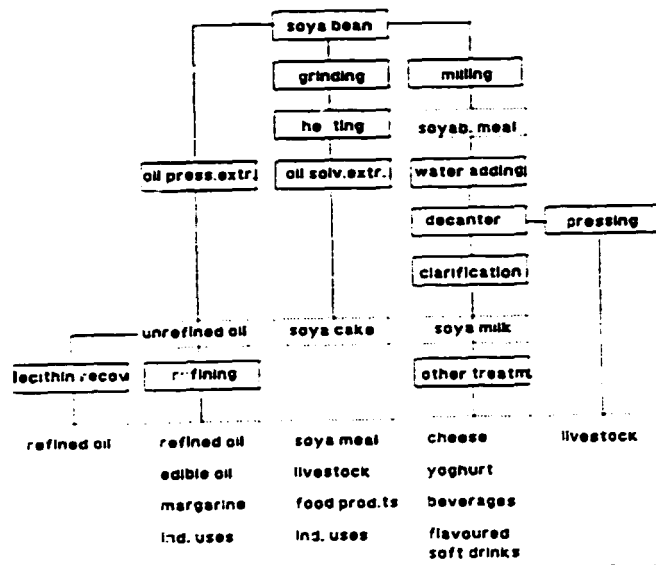 soya bean
grinding milling
heating soyab. meal
oil press.extr. oil solv.extr. water adding
decanter pressing
clarification
unrefined oil soya cake soya milk
lecithin recov refining other treatm.
refined oil refined oil soya meal cheese livestock
edible oil livestock yoghurt
margarine food prod.ts beverages
ind. uses ind. uses flavoured
soft drinks